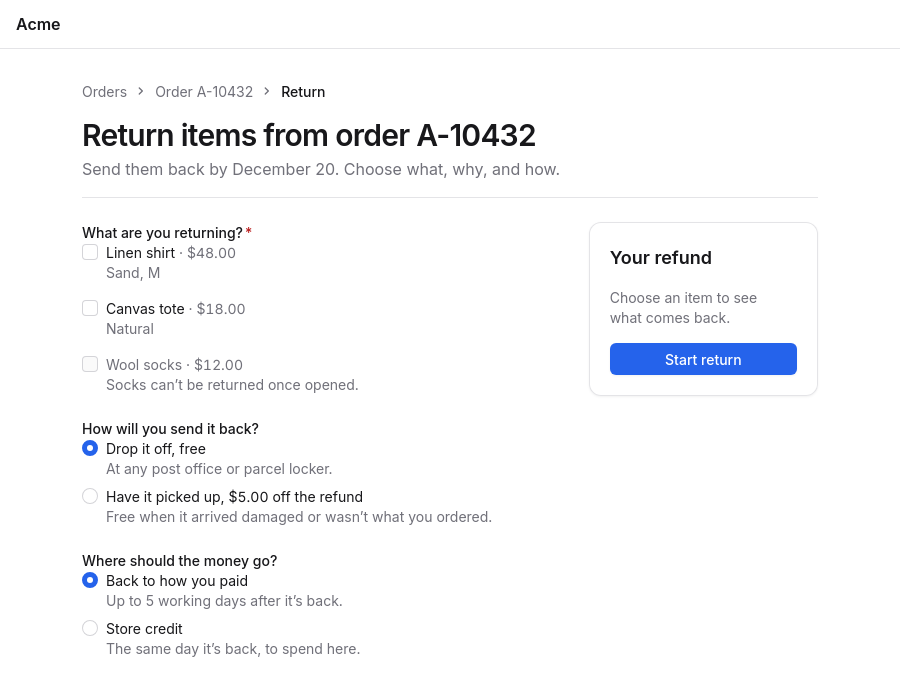 Acme
Orders > Order A-10432 > Return
Return items from order A-10432
Send them back by December 20. Choose what, why, and how.
What are you returning?*
Linen shirt · $48.00
Sand, M
Canvas tote · $18.00
Natural
Wool socks · $12.00
Socks can’t be returned once opened.
How will you send it back?
Drop it off, free
At any post office or parcel locker.
Have it picked up, $5.00 off the refund
Free when it arrived damaged or wasn’t what you ordered.
Where should the money go?
Back to how you paid
Up to 5 working days after it’s back.
Store credit
The same day it’s back, to spend here.
Your refund
Choose an item to see
what comes back.
Start return